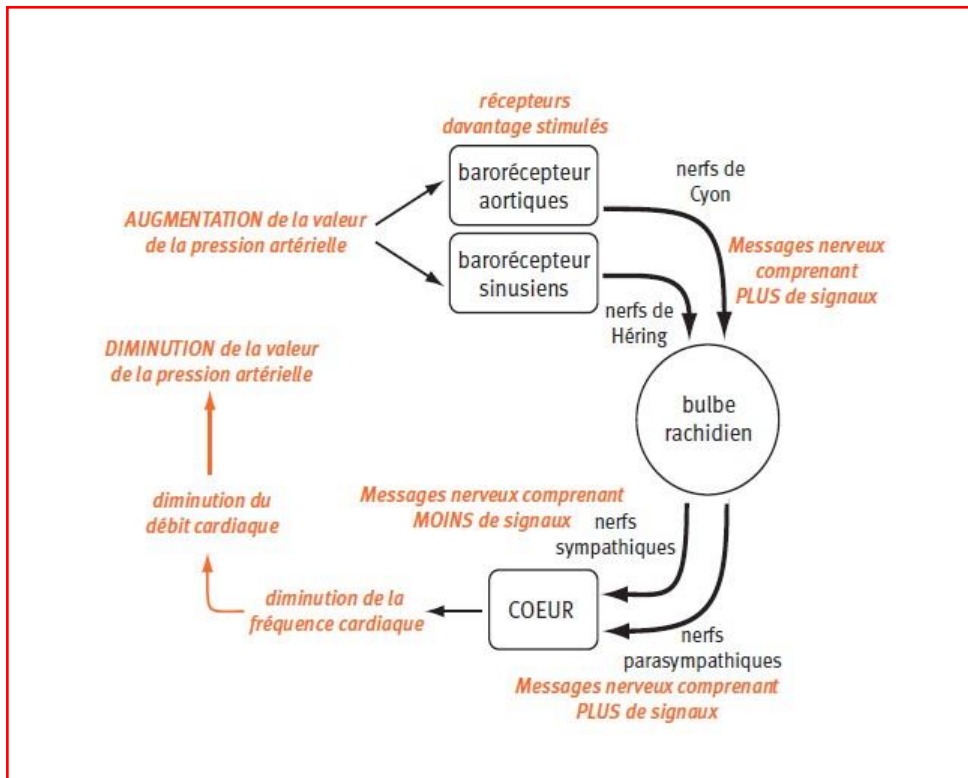 récepteurs
davantage stimulés
barorécepteur
aortiques
nerfs de
Cyon
AUGMENTATION de la valeur
de la pression artérielle
Messages nerveux
comprenant
PLUS de signaux
barorécepteur
sinusiens
nerfs de
Héring
DIMINUTION de la valeur
de la pression artérielle
bulbe
rachidien
diminution du
débit cardiaque
Messages nerveux comprenant
MOINS de signaux
nerfs
sympathiques
diminution de la
fréquence cardiaque
COEUR
nerfs
parasympathiques
Messages nerveux comprenant
PLUS de signaux